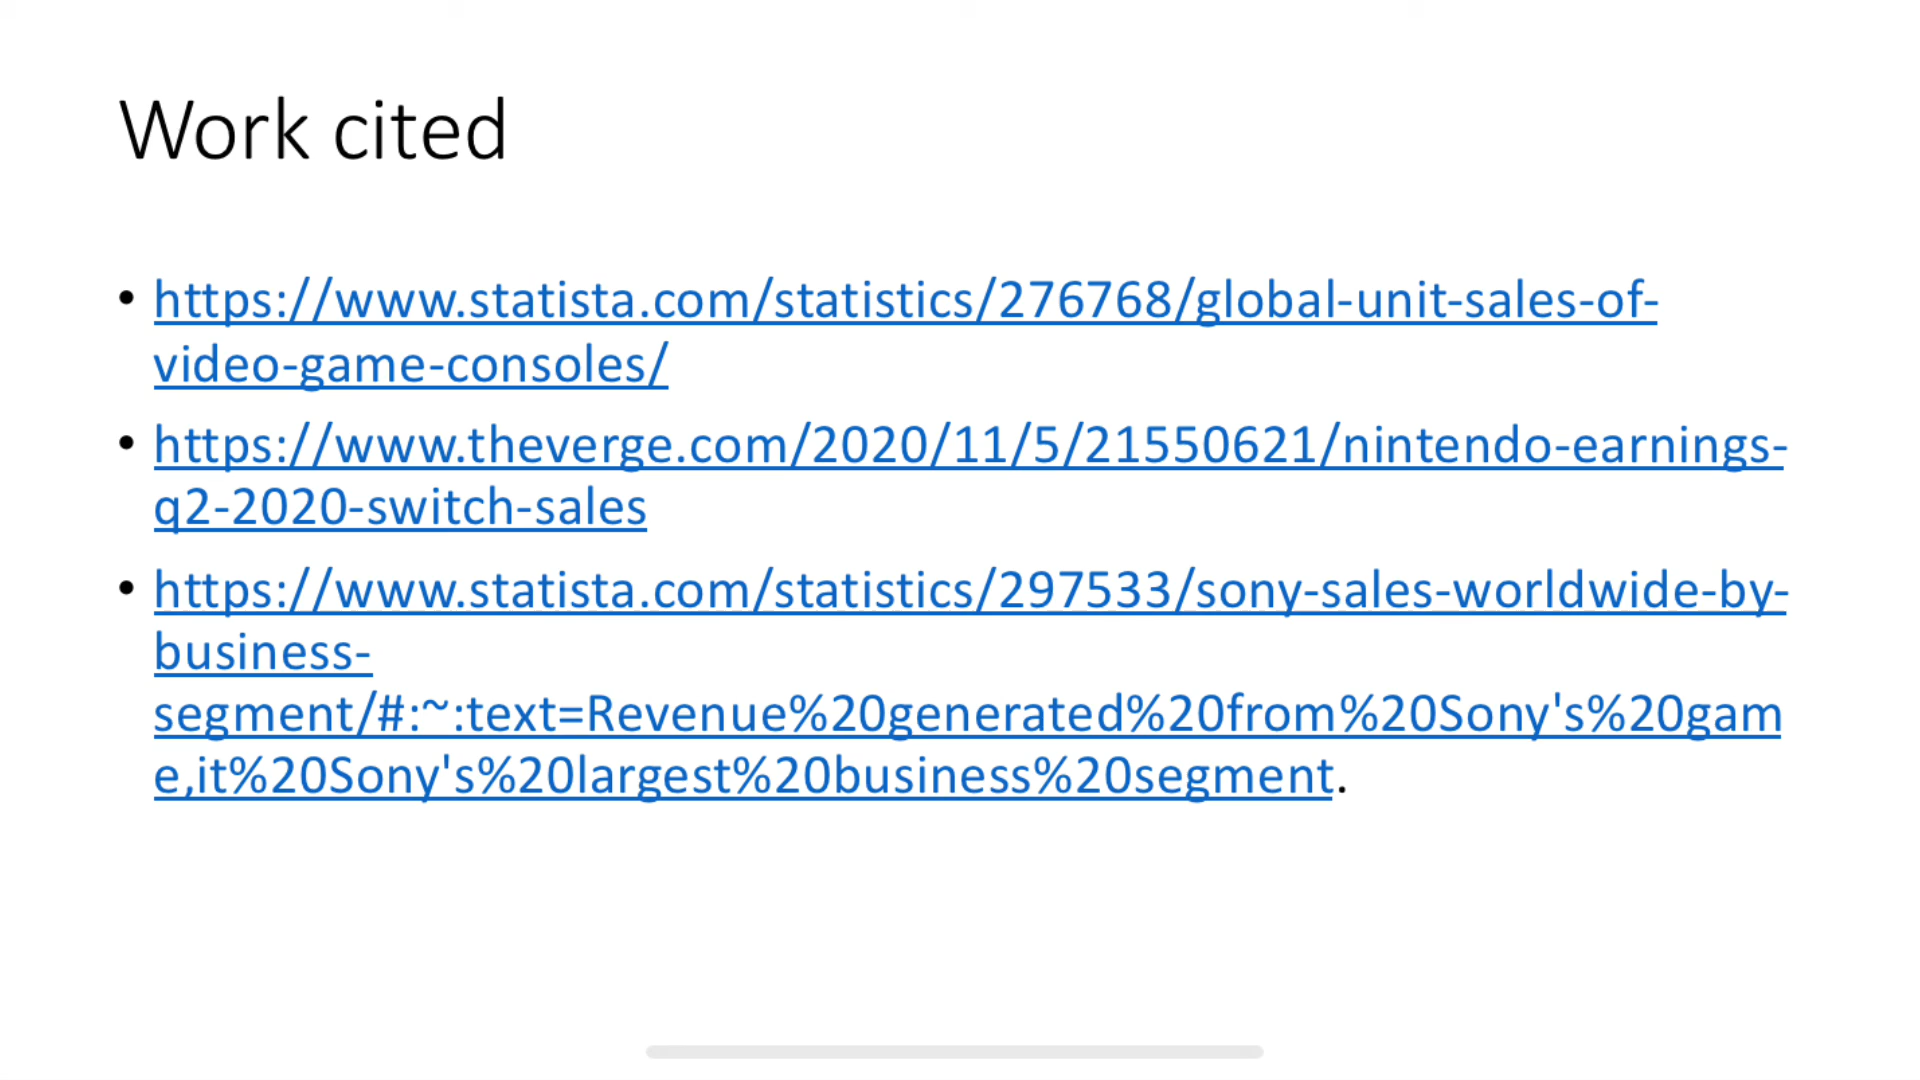 Work cited
• https://www.statista.com/statistics/276768/global-unit-sales-of-
video-game-consoles/
• https://www.theverge.com/2020/11/5/21550621/nintendo-earnings-
q2-2020-switch-sales
• https://www.statista.com/statistics/297533/sony-sales-worldwide-by-
business-
segment/#:~:text=Revenue%20generated%20from%20Sony's%20gam
e,it%20Sony's%20largest%20business%20segment.